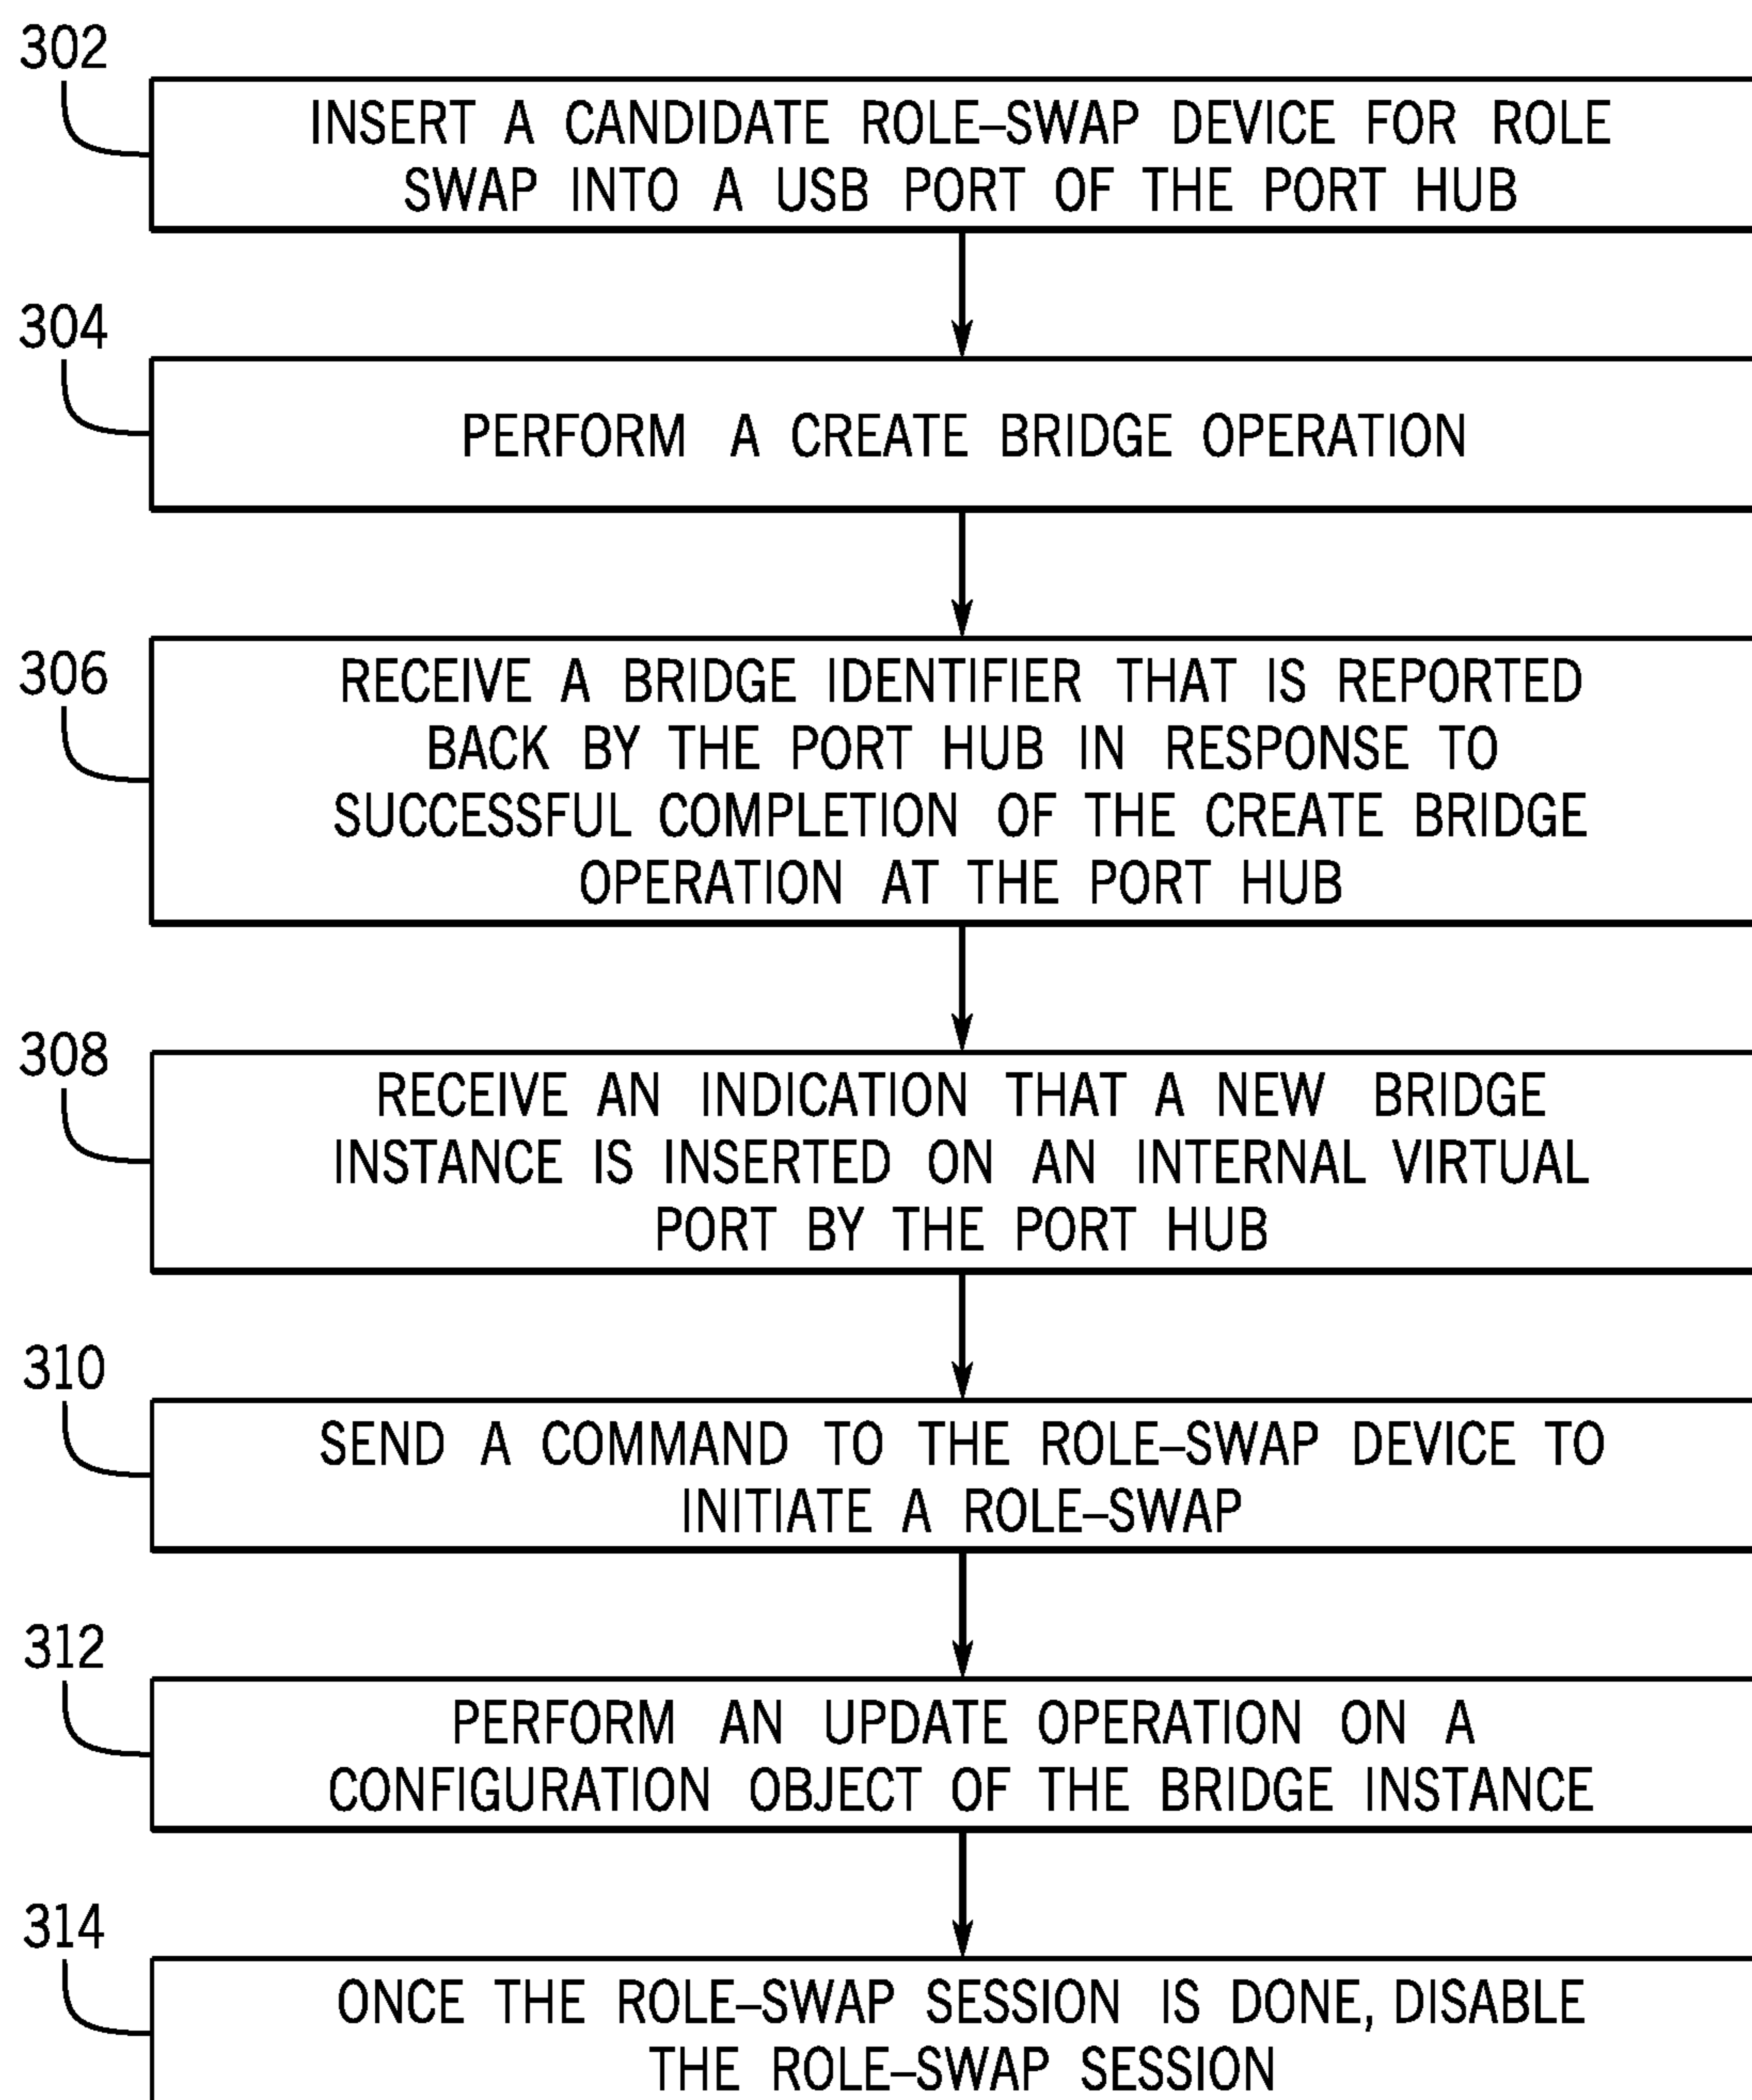 302
INSERT A CANDIDATE ROLE–SWAP DEVICE FOR ROLE
SWAP INTO A USB PORT OF THE PORT HUB
304
PERFORM A CREATE BRIDGE OPERATION
306
RECEIVE A BRIDGE IDENTIFIER THAT IS REPORTED
BACK BY THE PORT HUB IN RESPONSE TO
SUCCESSFUL COMPLETION OF THE CREATE BRIDGE
OPERATION AT THE PORT HUB
308
RECEIVE AN INDICATION THAT A NEW BRIDGE
INSTANCE IS INSERTED ON AN INTERNAL VIRTUAL
PORT BY THE PORT HUB
310
SEND A COMMAND TO THE ROLE–SWAP DEVICE TO
INITIATE A ROLE–SWAP
312
PERFORM AN UPDATE OPERATION ON A
CONFIGURATION OBJECT OF THE BRIDGE INSTANCE
314
ONCE THE ROLE–SWAP SESSION IS DONE, DISABLE
THE ROLE–SWAP SESSION